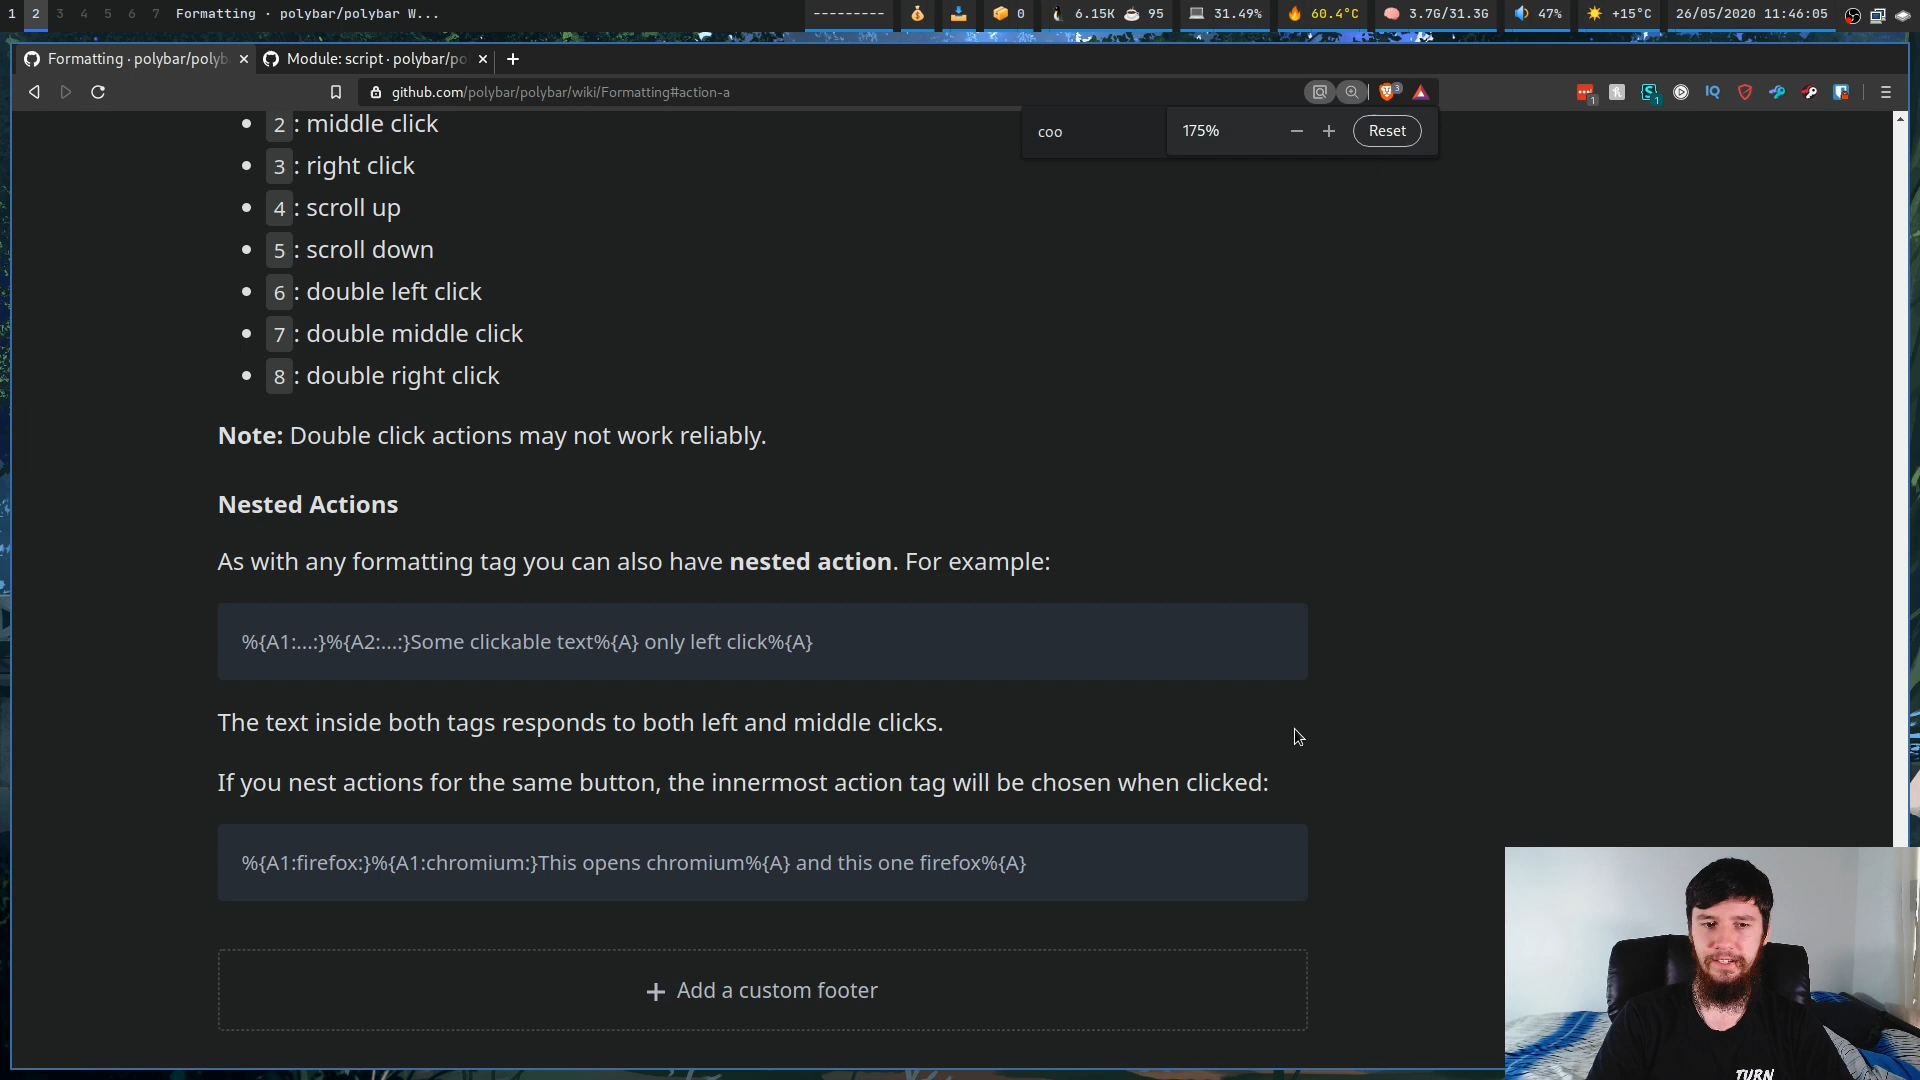 1 2 3 4 5 6 7 Formatting · polybar/polybar W... --------- 0 6.15K 95 31.49% 60.4°C 3.7G/31.3G 47% +15°C 26/05/2020 11:46:05
Formatting · polybar/polyb Module: script · polybar/po
github.com/polybar/polybar/wiki/Formatting#action-a 3 1 1 IQ
coo 175% Reset
2 : middle click
3 : right click
4 : scroll up
5 : scroll down
6 : double left click
7 : double middle click
8 : double right click
Note: Double click actions may not work reliably.
Nested Actions
As with any formatting tag you can also have nested action. For example:
%{A1:...:}%{A2:...:}Some clickable text%{A} only left click%{A}
The text inside both tags responds to both left and middle clicks.
If you nest actions for the same button, the innermost action tag will be chosen when clicked:
%{A1:firefox:}%{A1:chromium:}This opens chromium%{A} and this one firefox%{A}
Add a custom footer
TURN